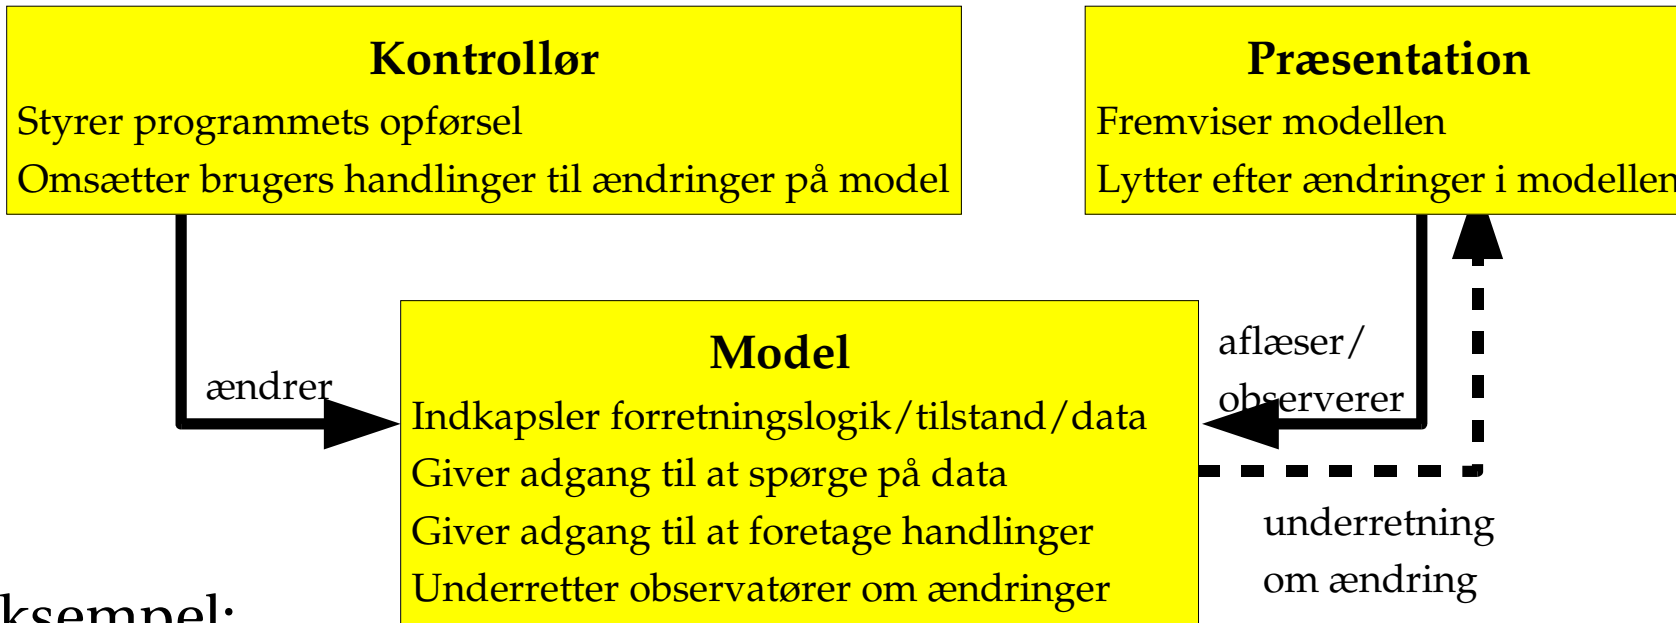 Kontrollør
Styrer programmets opførsel
Omsætter brugers handlinger til ændringer på model
Præsentation
Fremviser modellen
Lytter efter ændringer i modellen
ændrer
Model
Indkapsler forretningslogik/tilstand/data
Giver adgang til at spørge på data
Giver adgang til at foretage handlinger
Underretter observatører om ændringer
aflæser/
observerer
underretning
om ændring
ksempel: